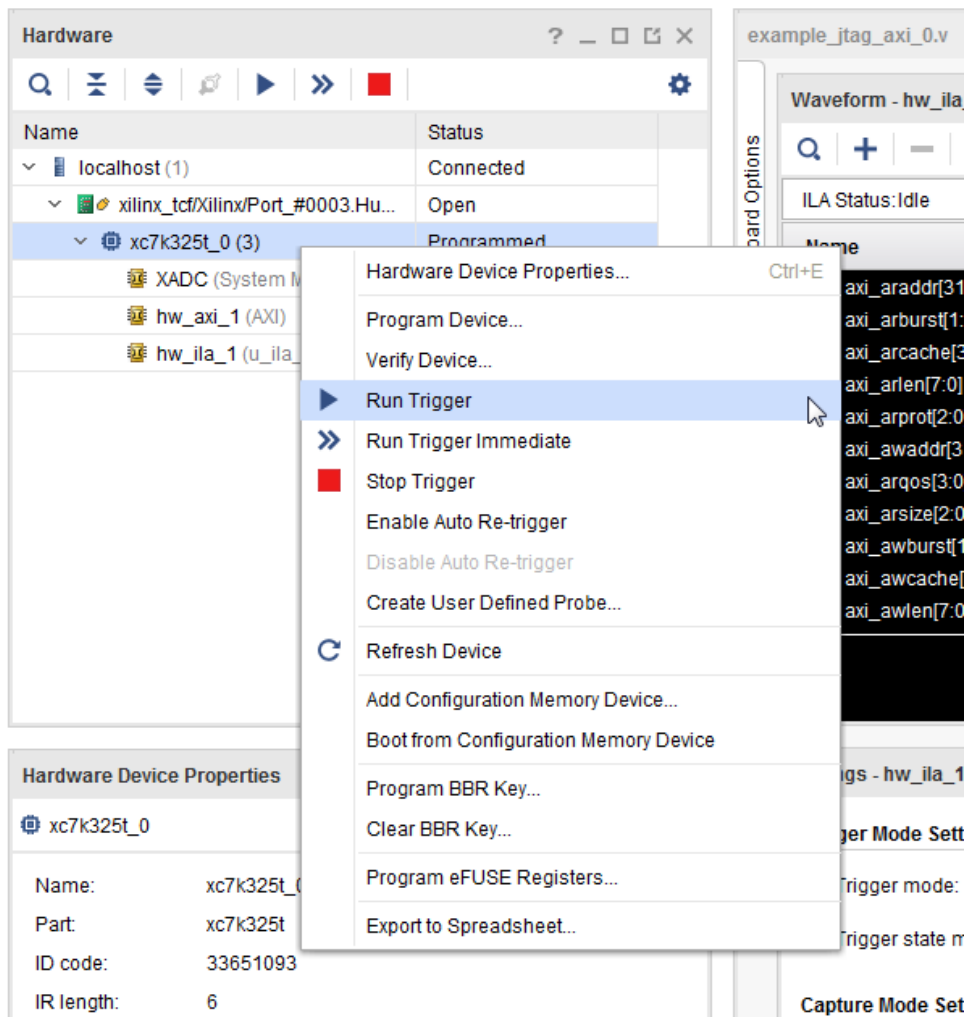 Hardware
example_jtag_axi_0.v
Waveform - hw_ila_
Name Status
localhost (1) Connected
xilinx_tcf/Xilinx/Port_#0003.Hu... Open
xc7k325t_0 (3) Programmed
XADC (System M
hw_axi_1 (AXI)
hw_ila_1 (u_ila_
Hardware Device Properties... Ctrl+E
Program Device...
Verify Device...
Run Trigger
Run Trigger Immediate
Stop Trigger
Enable Auto Re-trigger
Disable Auto Re-trigger
Create User Defined Probe...
Refresh Device
Add Configuration Memory Device...
Boot from Configuration Memory Device
Program BBR Key...
Clear BBR Key...
Program eFUSE Registers...
Export to Spreadsheet...
oard Options
ILA Status:Idle
Name
axi_araddr[31
axi_arburst[1:
axi_arcache[3
axi_arlen[7:0]
axi_arprot[2:0
axi_awaddr[3
axi_arqos[3:0
axi_arsize[2:0
axi_awburst[1
axi_awcache[
axi_awlen[7:0
Hardware Device Properties
xc7k325t_0
Name: xc7k325t_0
Part: xc7k325t
ID code: 33651093
IR length: 6
ngs - hw_ila_1
ger Mode Sett
Trigger mode:
Trigger state m
Capture Mode Set